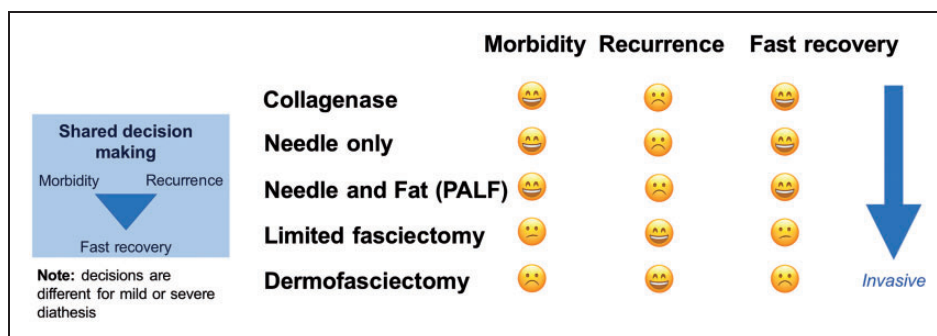 Morbidity Recurrence Fast recovery
Collagenase
Needle only
Needle and Fat (PALF)
Limited fasciectomy
Dermofasciectomy
Invasive
Shared decision
making
Morbidity Recurrence
Fast recovery
Note: decisions are
different for mild or severe
diathesis